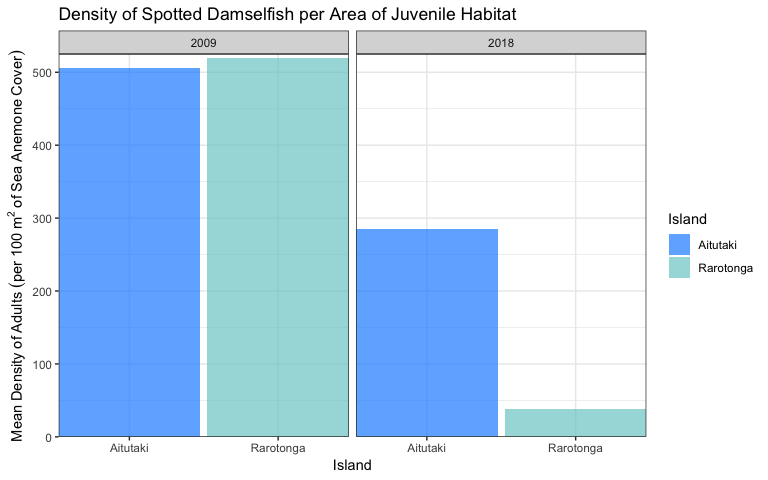 Density of Spotted Damselfish per Area of Juvenile Habitat
2009
2018
Mean Density of Adults (per 100 m² of Sea Anemone Cover)
500
400
300
200
100
0
Aitutaki
Rarotonga
Aitutaki
Rarotonga
Island
Island
Aitutaki
Rarotonga